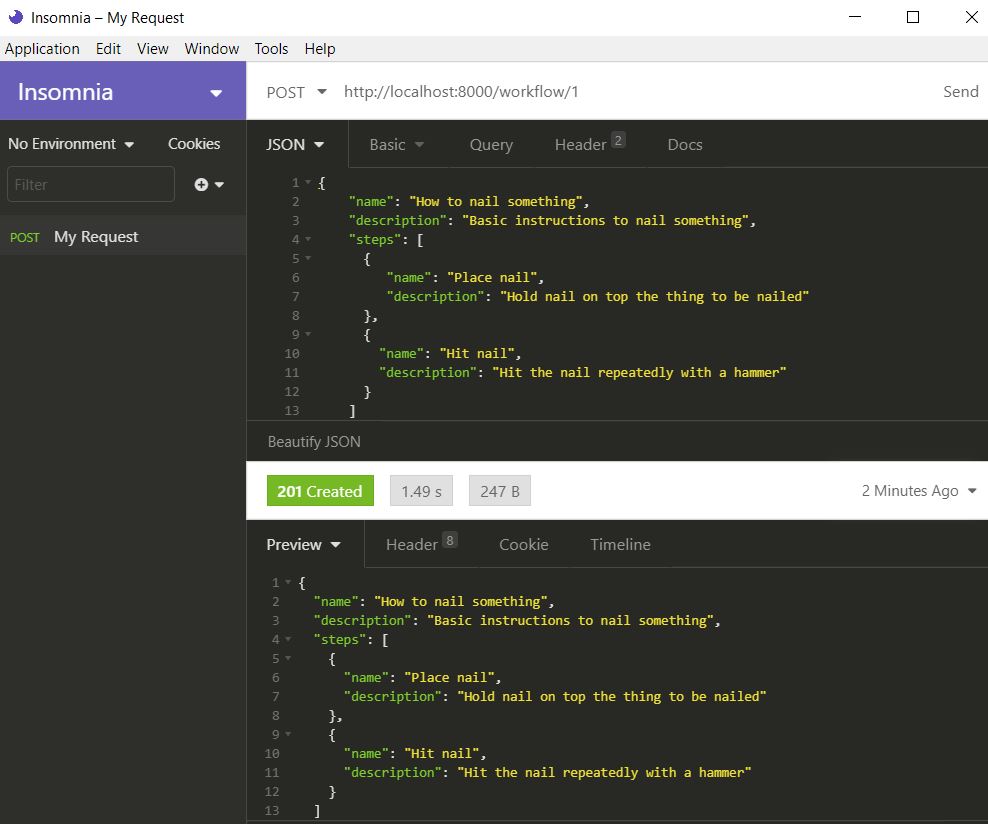 Insomnia – My Request
Application Edit View Window Tools Help
Insomnia
POST http://localhost:8000/workflow/1 Send
No Environment Cookies
Filter
POST My Request
JSON Basic Query Header 2 Docs
1 {
2 "name": "How to nail something",
3 "description": "Basic instructions to nail something",
4 "steps": [
5 {
6 "name": "Place nail",
7 "description": "Hold nail on top the thing to be nailed"
8 },
9 {
10 "name": "Hit nail",
11 "description": "Hit the nail repeatedly with a hammer"
12 }
13 ]
Beautify JSON
201 Created 1.49 s 247 B 2 Minutes Ago
Preview Header 8 Cookie Timeline
1 {
2 "name": "How to nail something",
3 "description": "Basic instructions to nail something",
4 "steps": [
5 {
6 "name": "Place nail",
7 "description": "Hold nail on top the thing to be nailed"
8 },
9 {
10 "name": "Hit nail",
11 "description": "Hit the nail repeatedly with a hammer"
12 }
13 ]